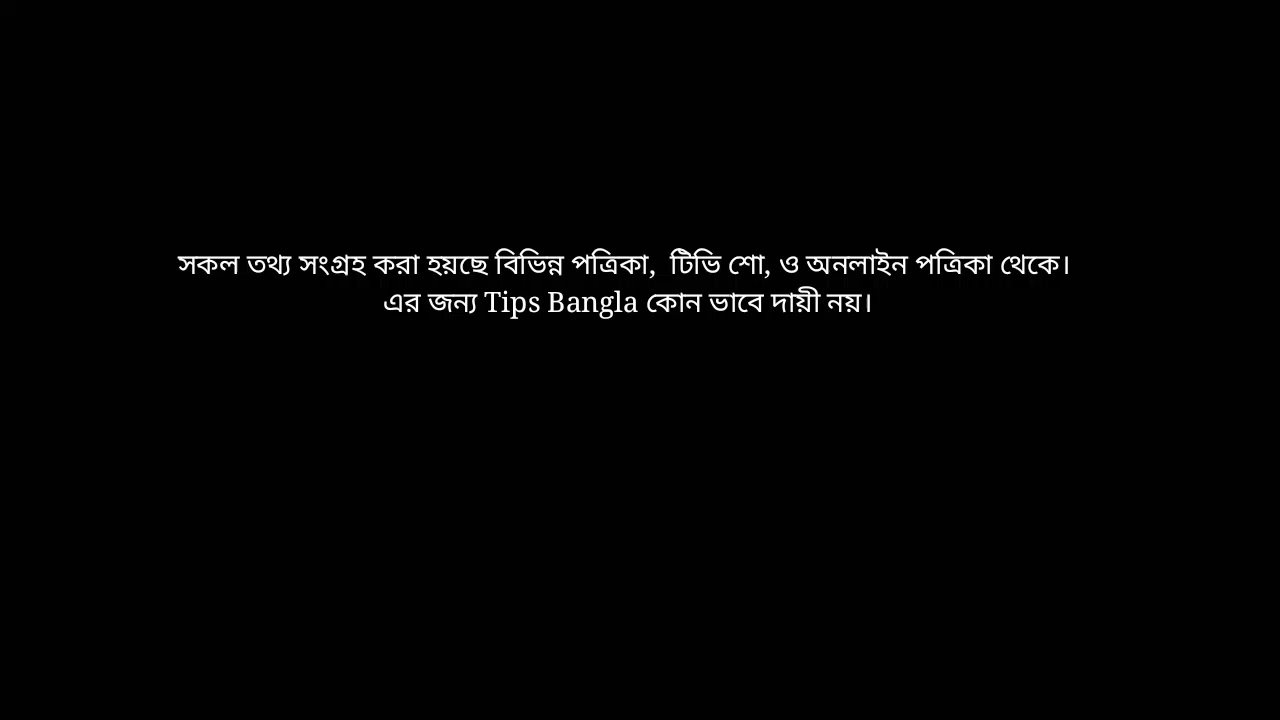 সকল তথ্য সংগ্রহ করা হয়ছে বিভিন্ন পত্রিকা,  টিভি শো, ও অনলাইন পত্রিকা থেকে।
এর জন্য Tips Bangla কোন ভাবে দায়ী নয়।